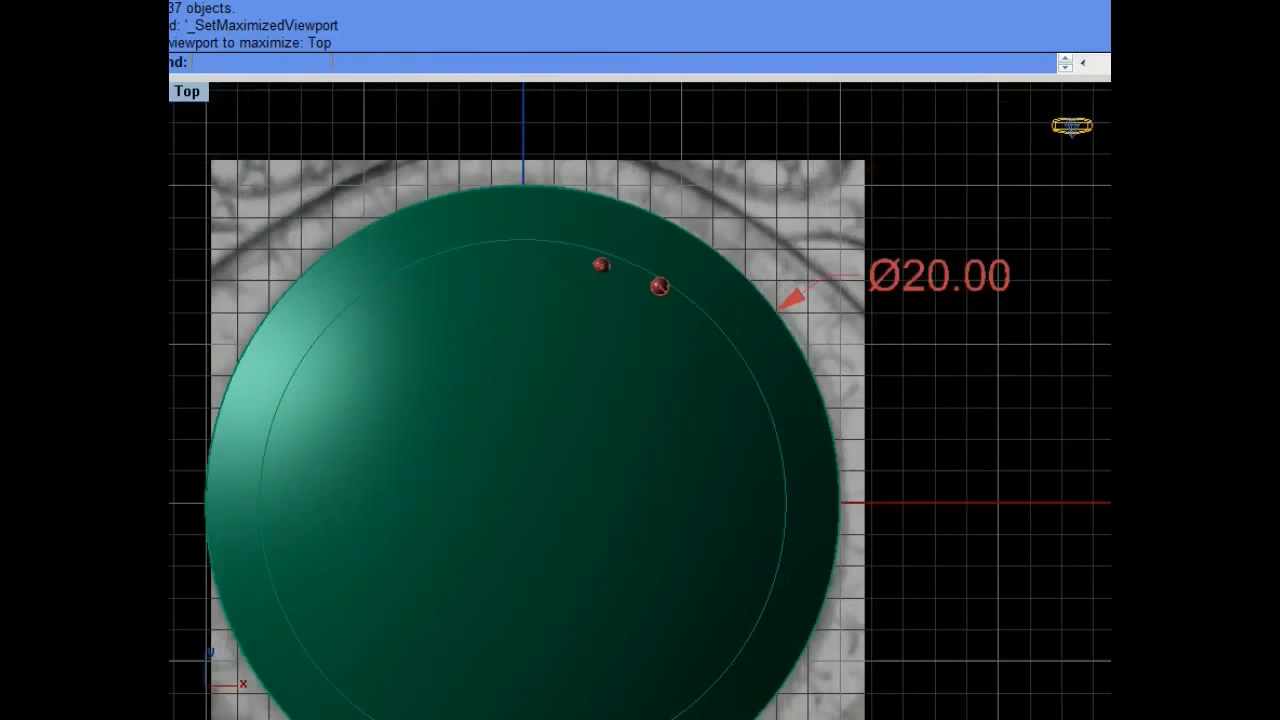 37 objects.
d: '_SetMaximizedViewport
viewport to maximize: Top
nd:
Top
Ø20.00
x